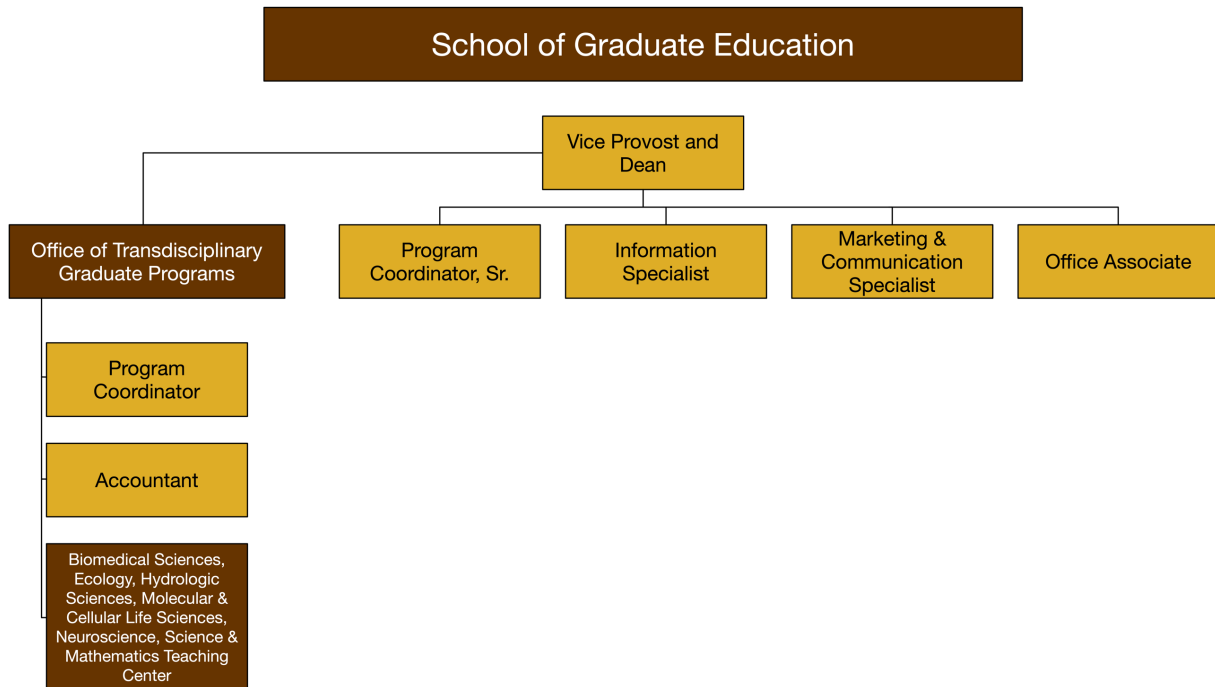 School of Graduate Education
Vice Provost and
Dean
Office of Transdisciplinary
Graduate Programs
Program
Coordinator, Sr.
Information
Specialist
Marketing &
Communication
Specialist
Office Associate
Program
Coordinator
Accountant
Biomedical Sciences,
Ecology, Hydrologic
Sciences, Molecular &
Cellular Life Sciences,
Neuroscience, Science &
Mathematics Teaching
Center